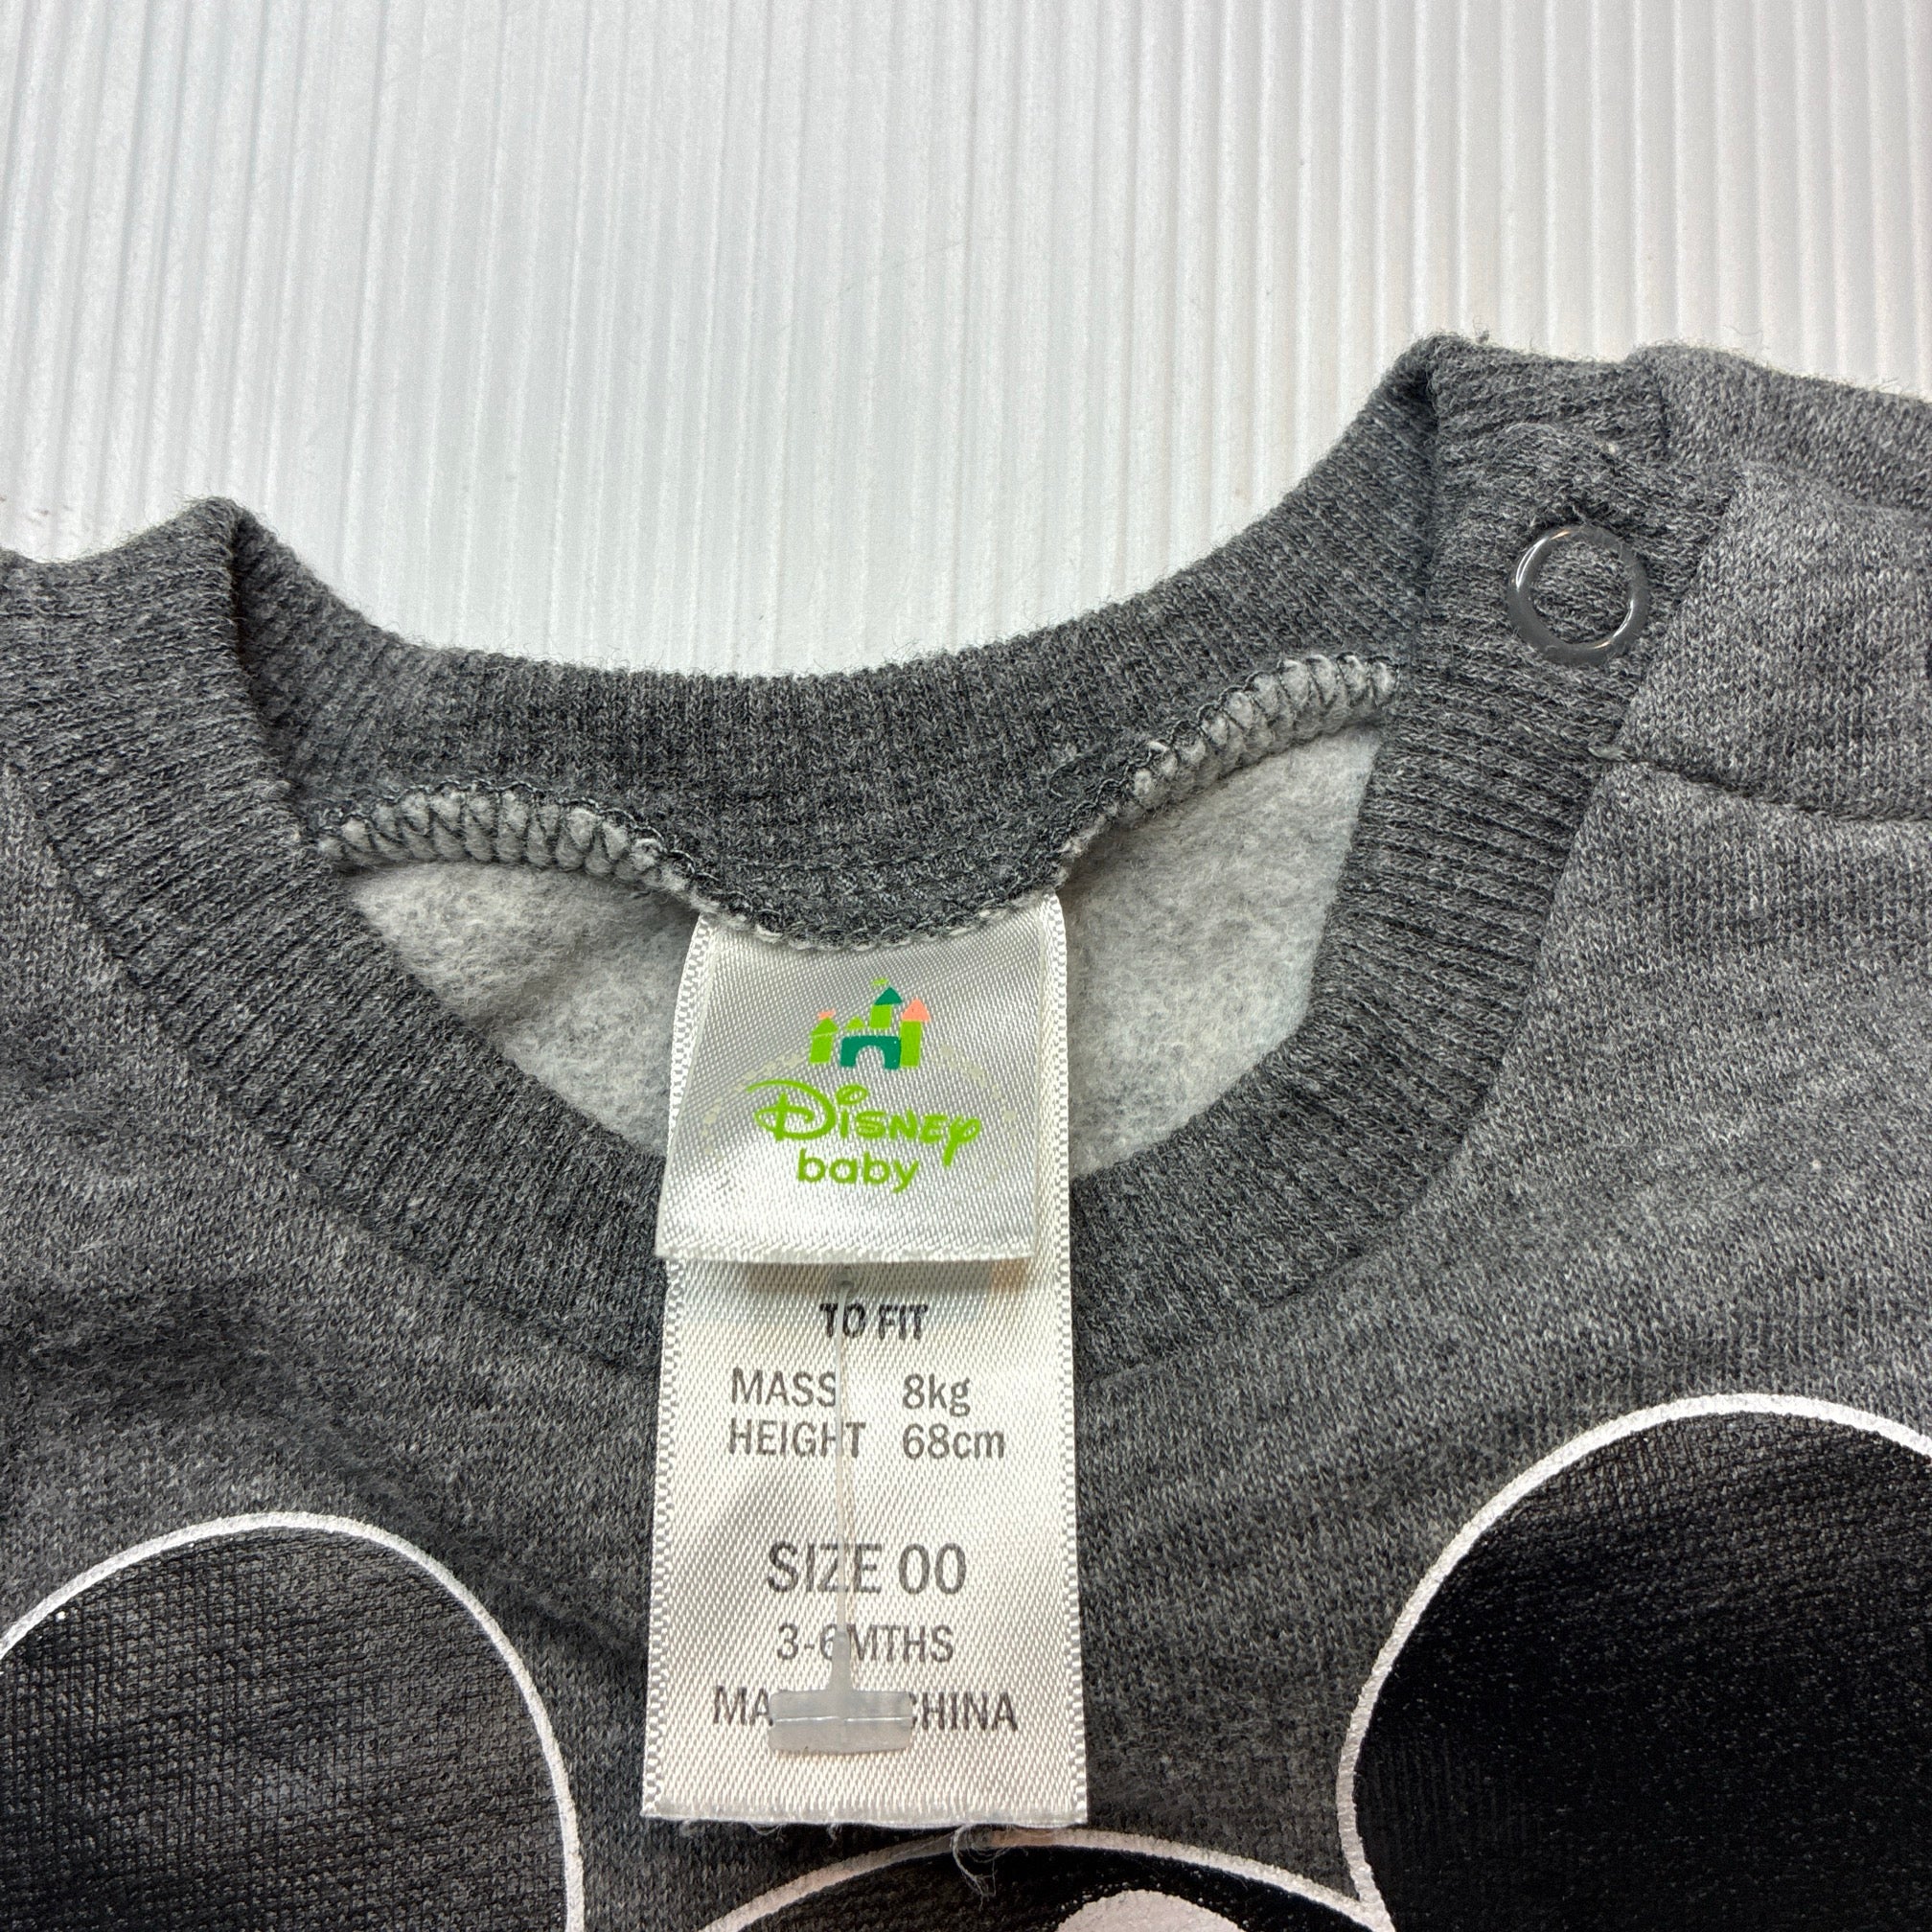 Disney
baby
TO FIT
MASS 8kg
HEIGHT 68cm
SIZE 00
3-6MTHS
CHINA